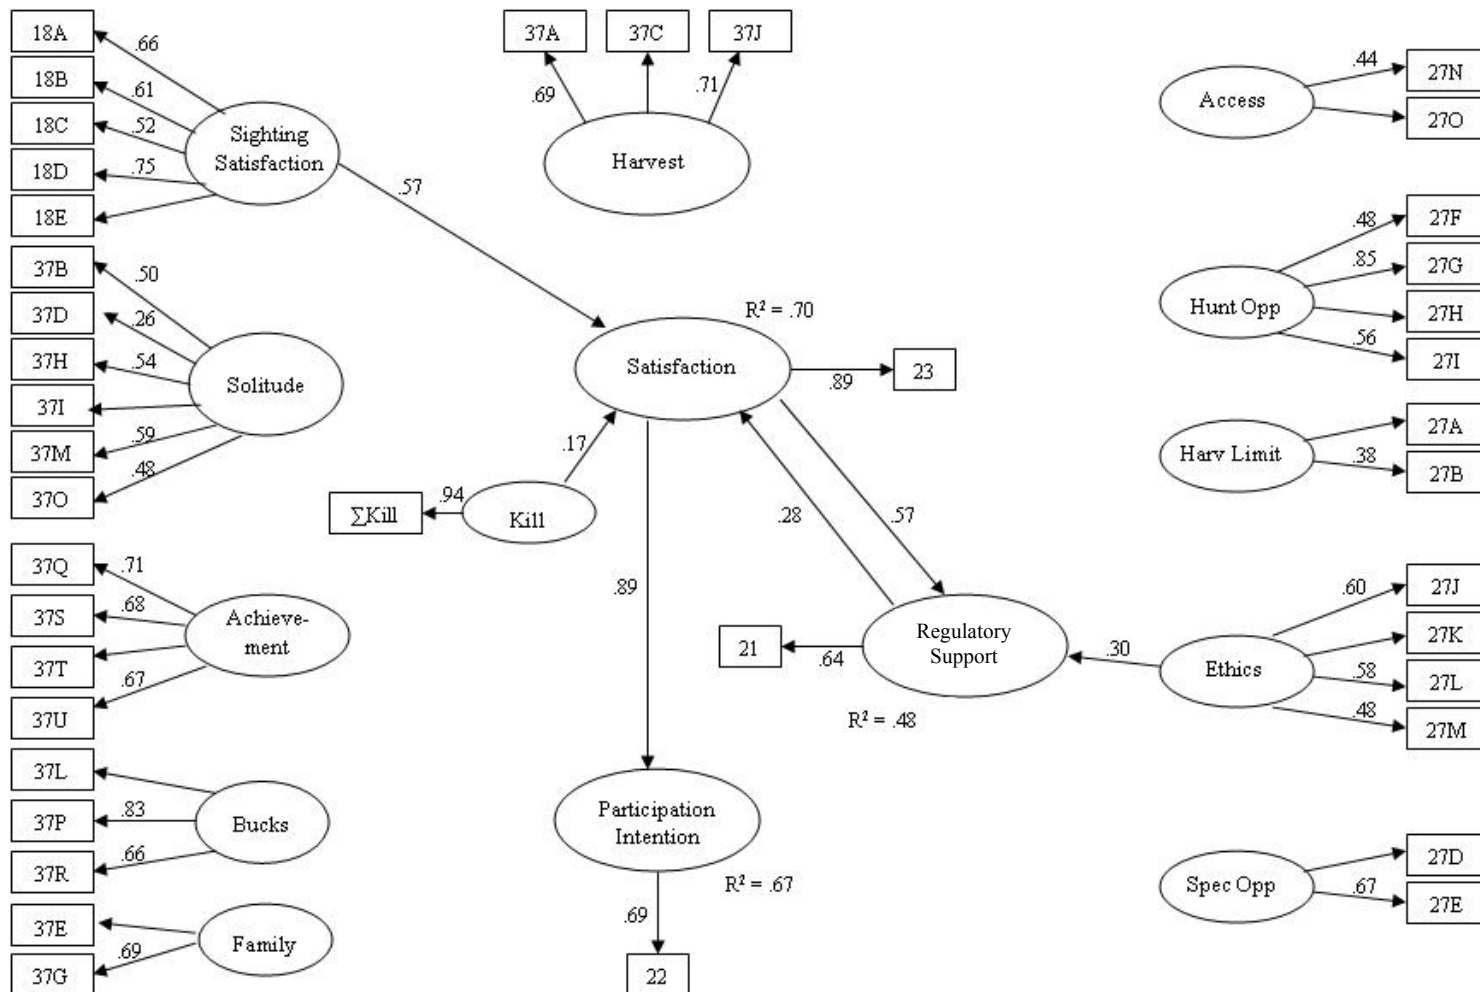 18A
.66
18B
.61
18C
.52
18D
.75
18E
Sighting
Satisfaction
.57
37A
37C
37J
.69
.71
Harvest
.44
27N
Access
27O
37B
.50
37D
.26
37H
.54
37I
37M
.59
37O
.48
Solitude
.48
27F
.85
27G
Hunt Opp
27H
.56
27I
R² = .70
Satisfaction
.89
23
27A
Harv Limit
.38
27B
.17
.94
∑Kill
Kill
.28
.57
37Q
.71
37S
.68
37T
.67
37U
Achieve-
ment
.89
21
.64
Regulatory
Support
R² = .48
.30
.60
27J
27K
Ethics
.58
27L
.48
27M
37L
37P
.83
37R
.66
Bucks
Participation
Intention
R² = .67
.69
22
27D
Spec Opp
.67
27E
37E
.69
37G
Family